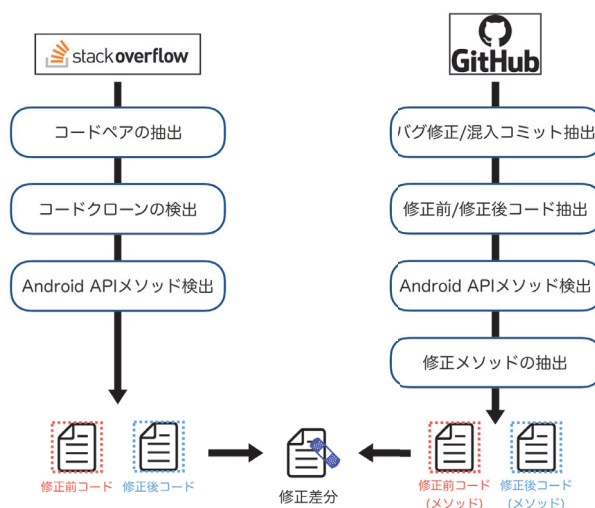 stackoverflow
コードペアの抽出
コードクローンの検出
Android APIメソッド検出
修正前コード
修正後コード
GitHub
バグ修正/混入コミット抽出
修正前/修正後コード抽出
Android APIメソッド検出
修正メソッドの抽出
修正前コード
(メソッド)
修正後コード
(メソッド)
修正差分